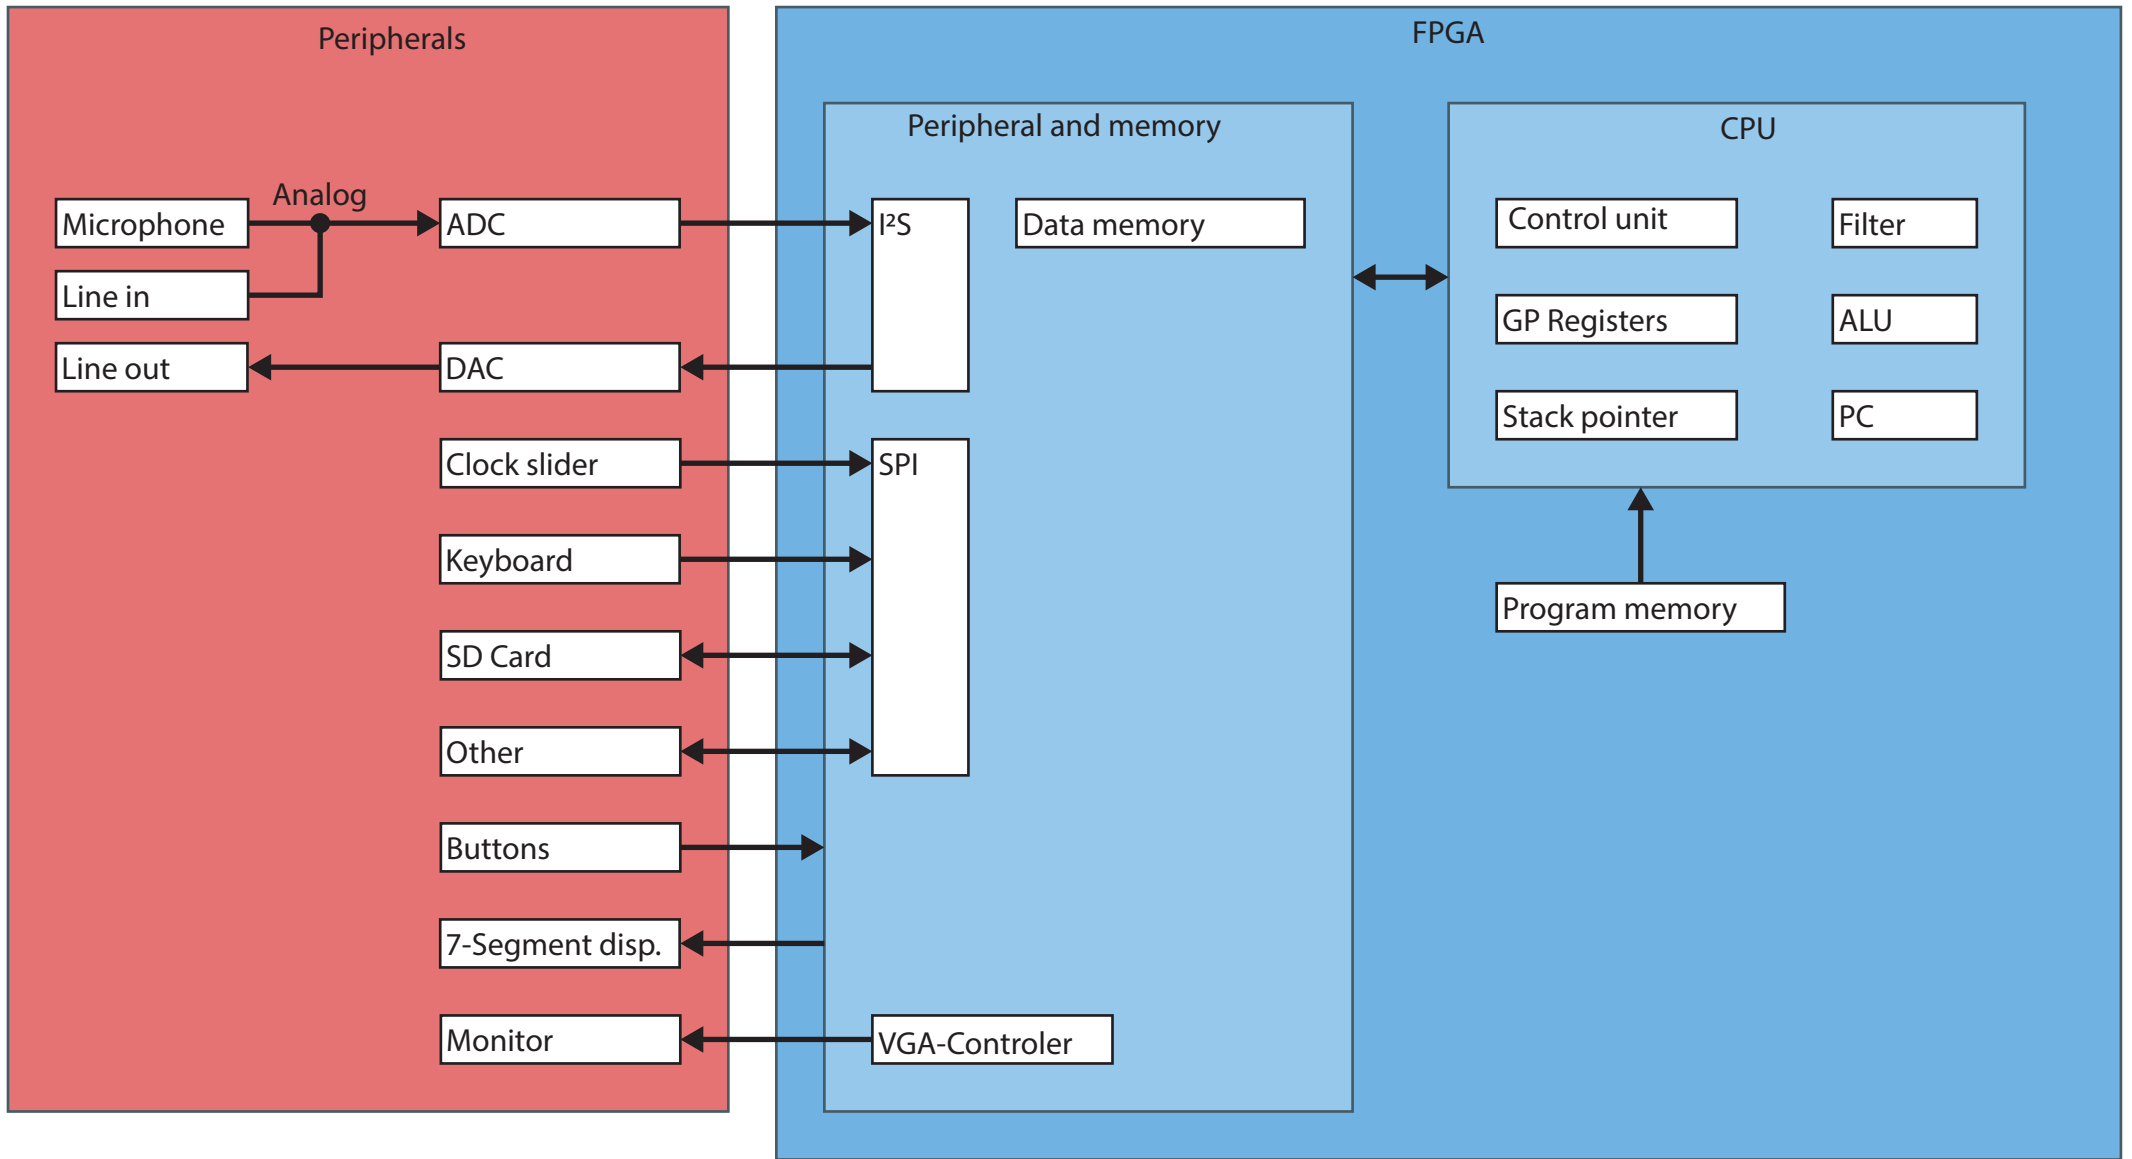 Peripherals
FPGA
Peripheral and memory
CPU
Analog
Microphone
ADC
I²S
Data memory
Control unit
Filter
Line in
GP Registers
ALU
Line out
DAC
Stack pointer
PC
Clock slider
SPI
Keyboard
Program memory
SD Card
Other
Buttons
7-Segment disp.
Monitor
VGA-Controler